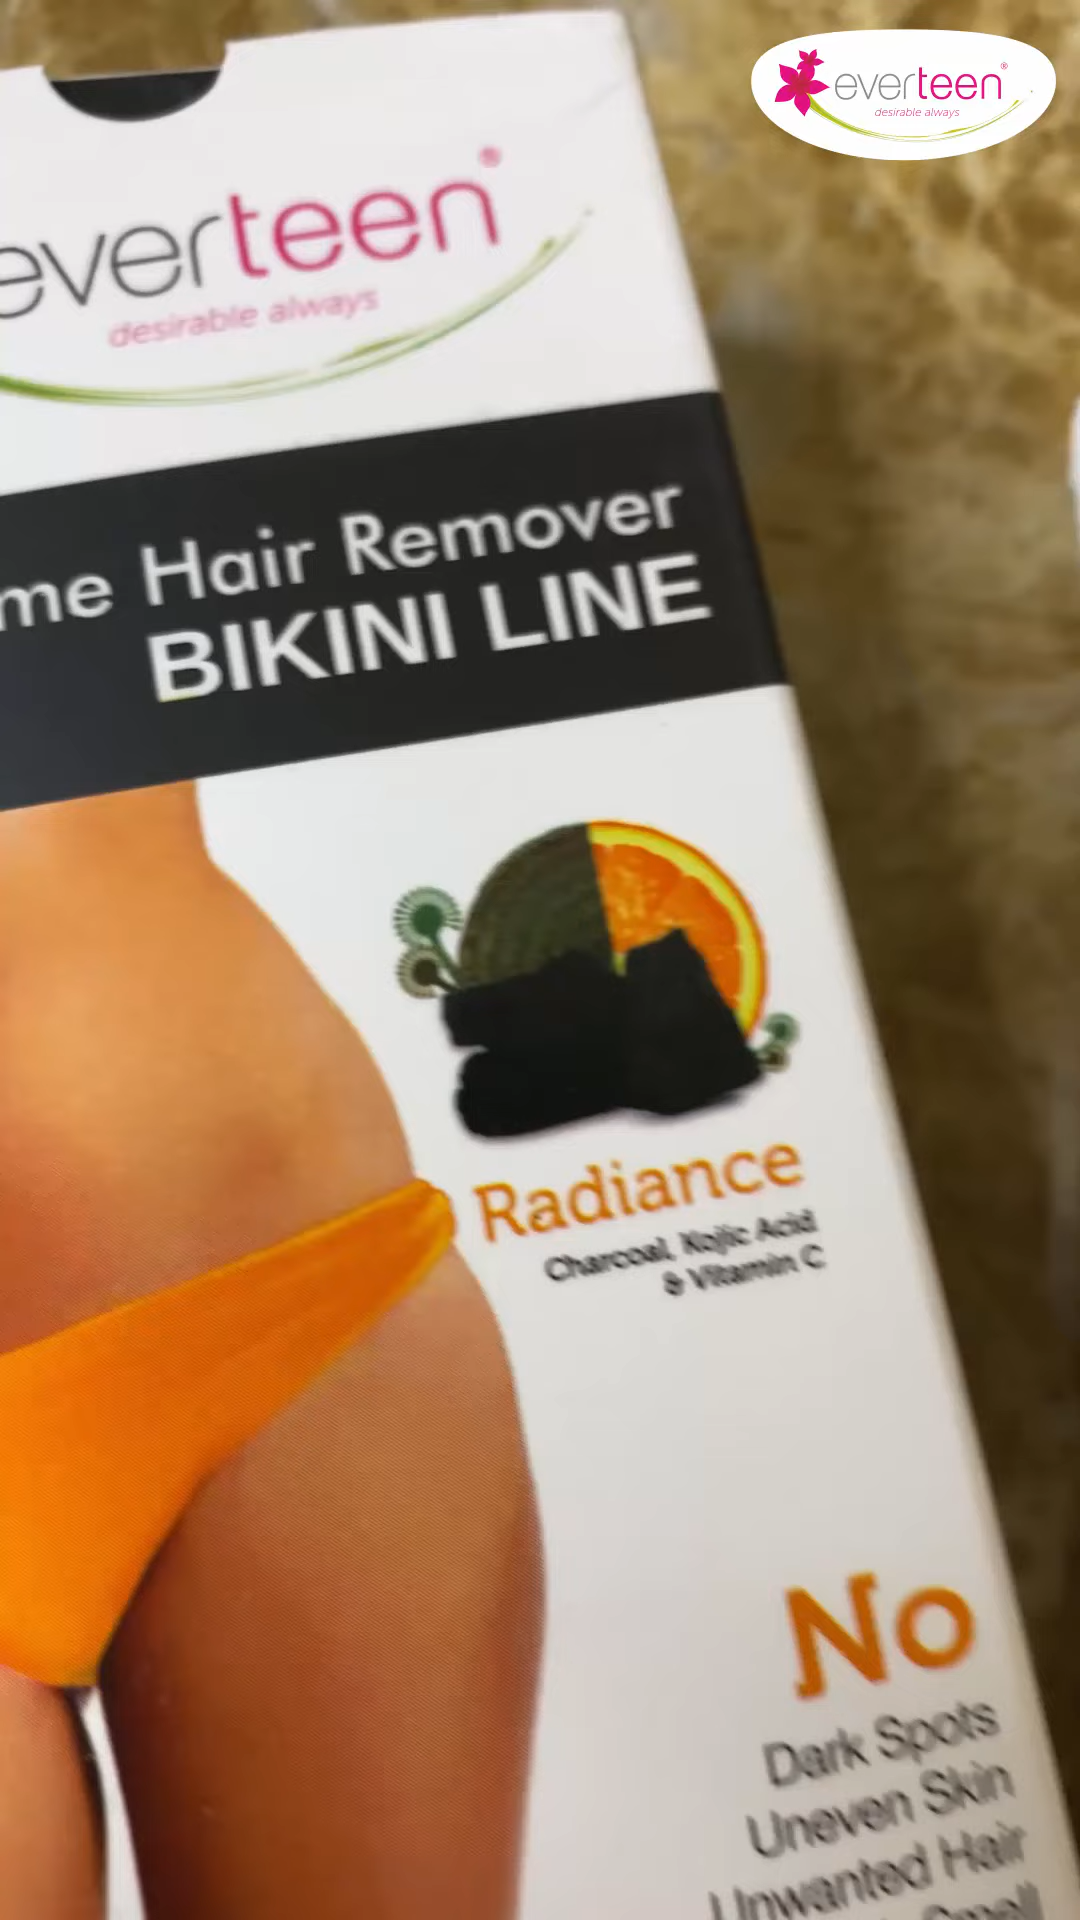 everteen®
desirable always
everteen®
desirable always
me Hair Remover
BIKINI LINE
Radiance
Charcoal, Kojic Acid
& Vitamin C
No
Dark Spots
Uneven Skin
Unwanted Hair
Smell